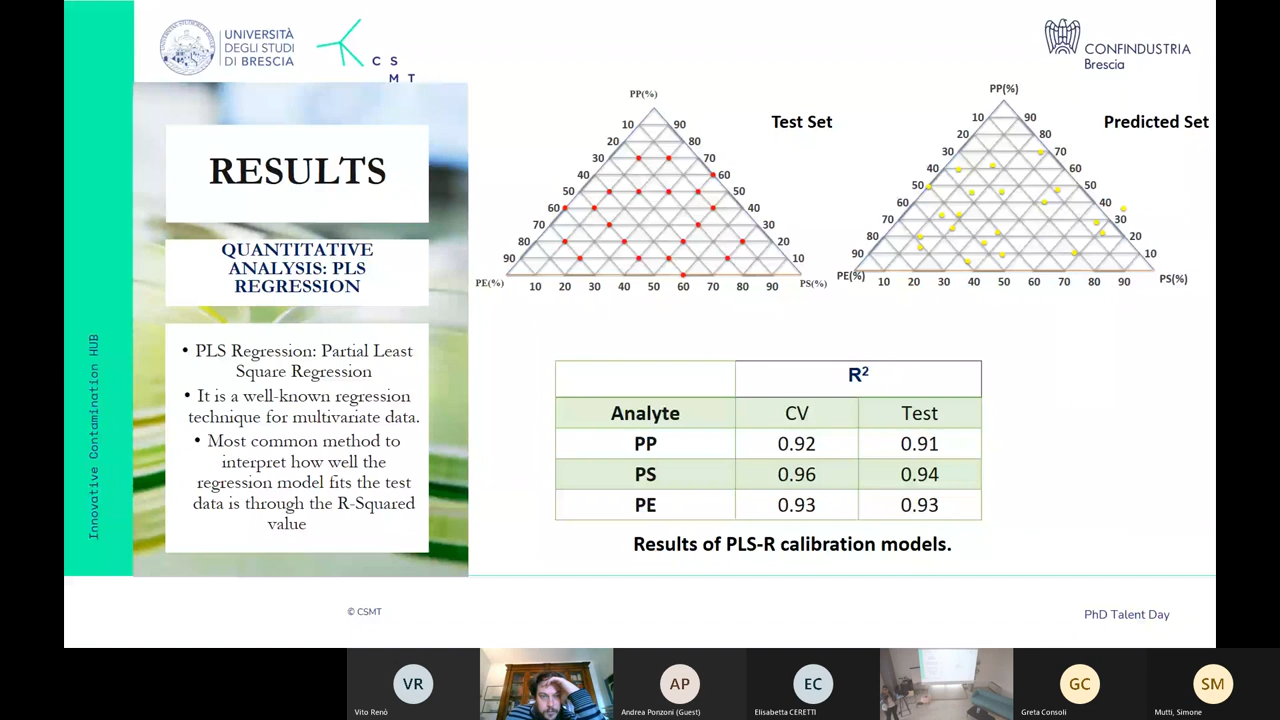 UNIVERSITÀ
DEGLI STUDI
DI BRESCIA
C S
M T
CONFINDUSTRIA
Brescia
RESULTS
QUANTITATIVE
ANALYSIS: PLS
REGRESSION
• PLS Regression: Partial Least
Square Regression
• It is a well-known regression
technique for multivariate data.
• Most common method to
interpret how well the
regression model fits the test
data is through the R-Squared
value
Innovative Contamination HUB
PP(%)
Test Set
10 90
20 80
30 70
40 60
50 50
60 40
70 30
80 20
90 10
PE(%) PS(%)
10 20 30 40 50 60 70 80 90
PP(%)
Predicted Set
10 90
20 80
30 70
40 60
50 50
60 40
70 30
80 20
90 10
PE(%) PS(%)
10 20 30 40 50 60 70 80 90
R²
Analyte CV Test
PP 0.92 0.91
PS 0.96 0.94
PE 0.93 0.93
Results of PLS-R calibration models.
© CSMT
PhD Talent Day
VR
Vito Renò
AP
Andrea Ponzoni (Guest)
EC
Elisabetta CERETTI
GC
Greta Consoli
SM
Mutti, Simone